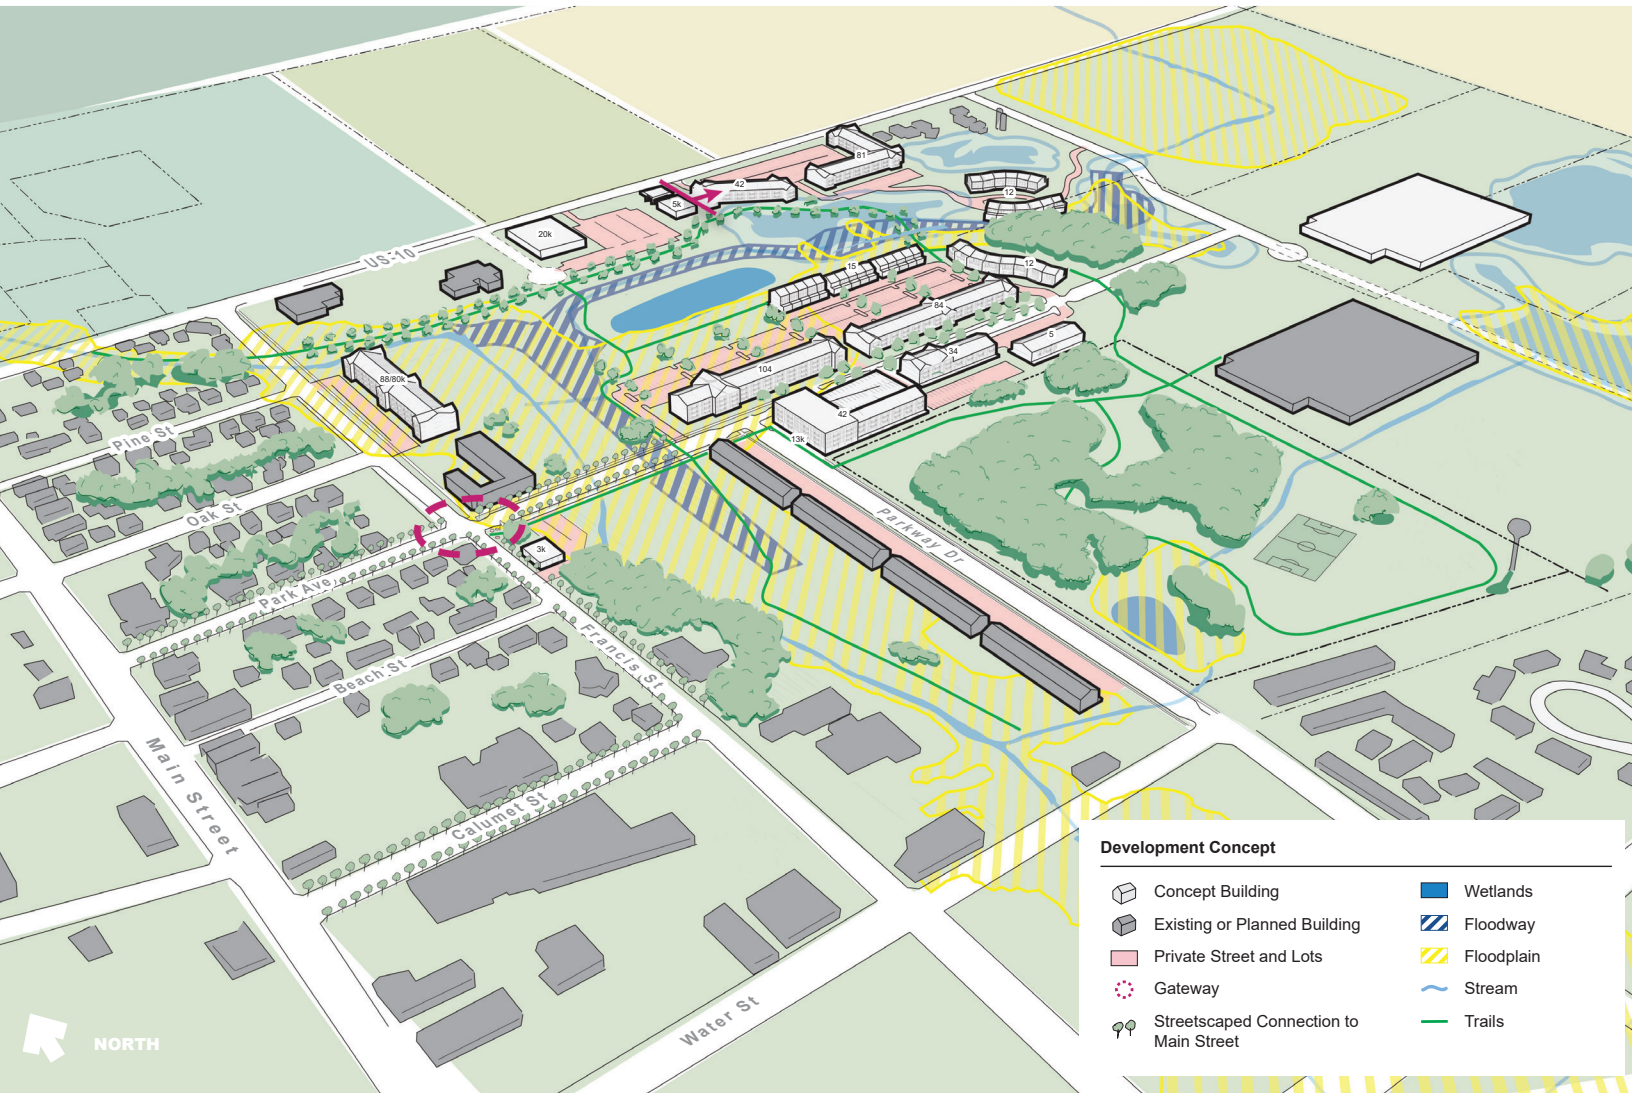 81
42
12
5k
20k
US-10
15
12
84
5
34
104
88/80k
42
13k
Pine St
Oak St
3k
Parkway Dr
Park Ave
Francis St
Beach St
Main Street
Calumet St
Water St
NORTH
Development Concept
Concept Building
Existing or Planned Building
Private Street and Lots
Gateway
Streetscaped Connection to
Main Street
Wetlands
Floodway
Floodplain
Stream
Trails